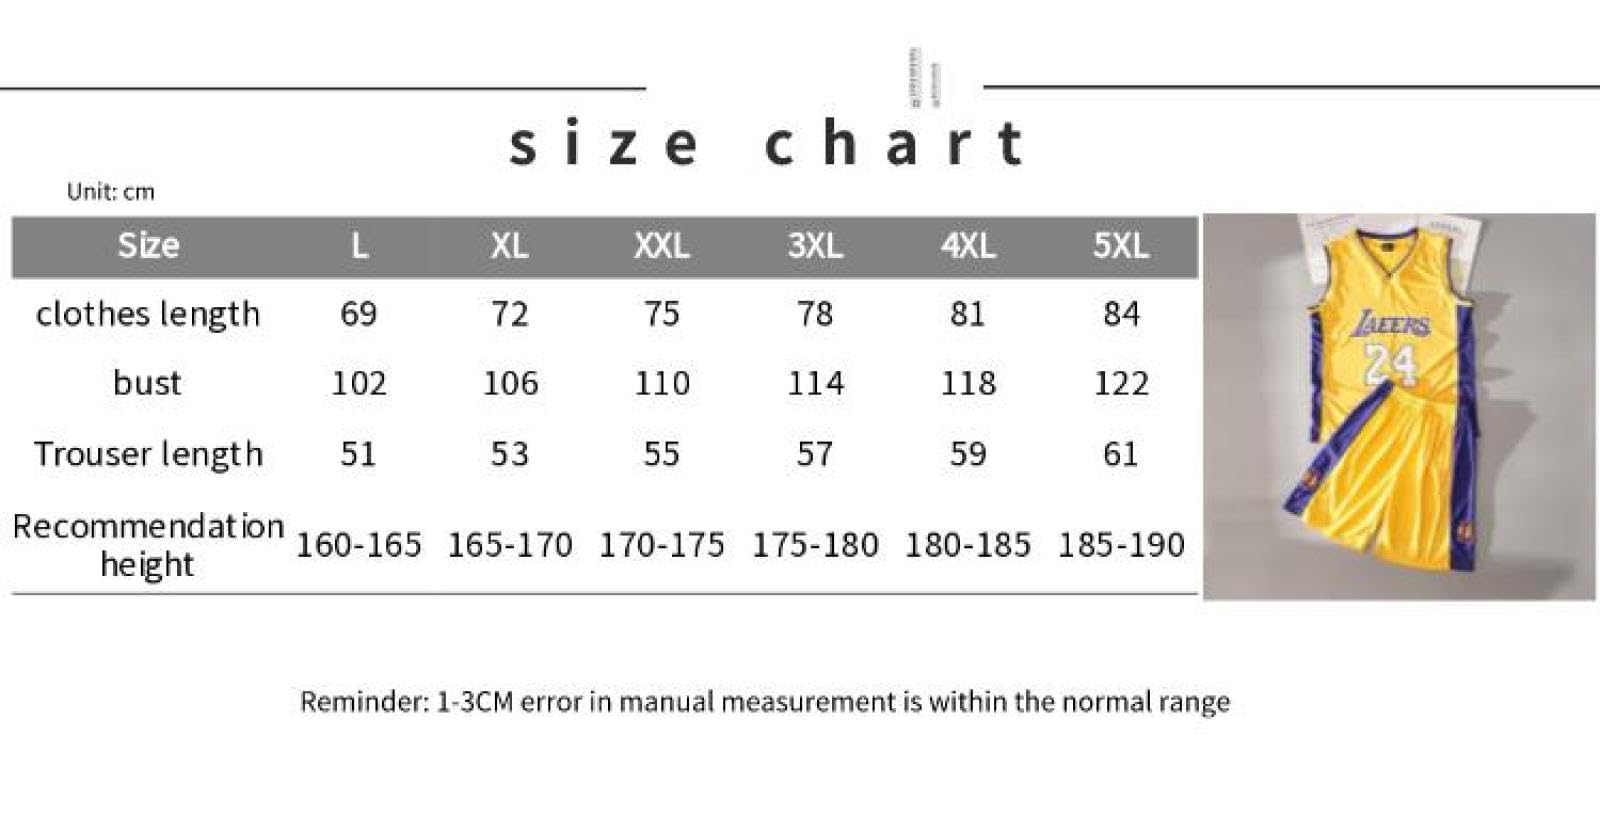 size chart
Unit: cm
Size L XL XXL 3XL 4XL 5XL
clothes length 69 72 75 78 81 84
bust 102 106 110 114 118 122
Trouser length 51 53 55 57 59 61
Recommendation
height 160-165 165-170 170-175 175-180 180-185 185-190
LAEERS
24
Reminder: 1-3CM error in manual measurement is within the normal range